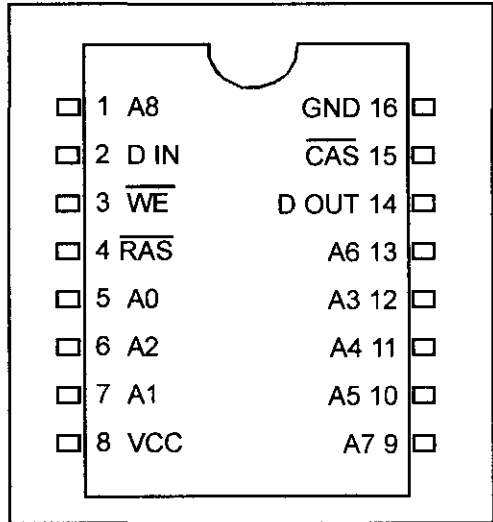 1 A8 GND 16
2 D IN CAS 15
3 WE D OUT 14
4 RAS A6 13
5 A0 A3 12
6 A2 A4 11
7 A1 A5 10
8 VCC A7 9